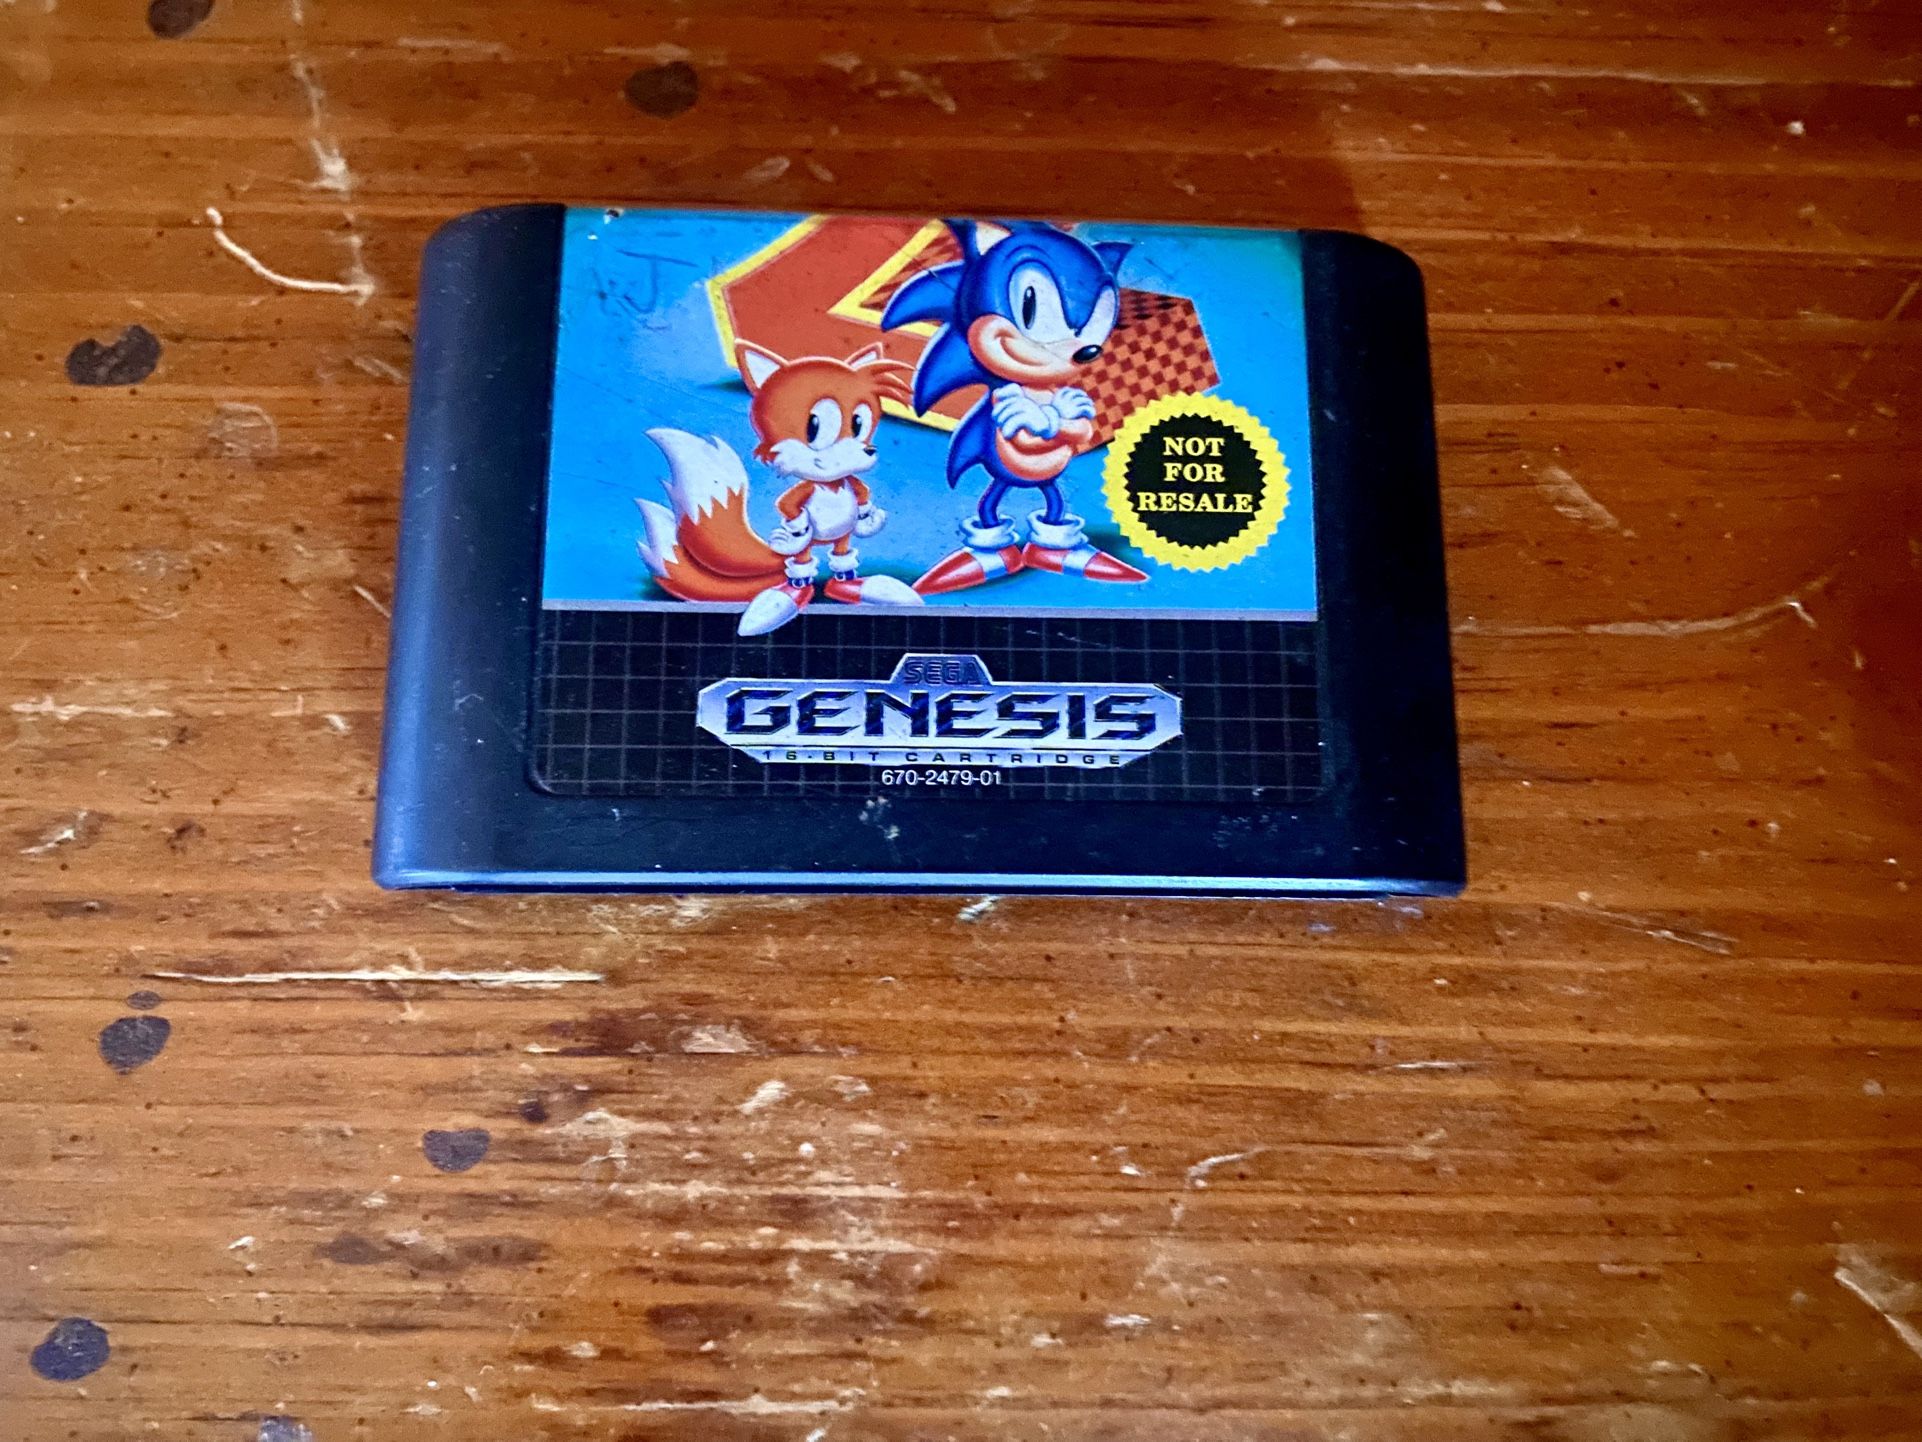 NOT
FOR
RESALE
SEGA
GENESIS
16-BIT CARTRIDGE
670-2479-01